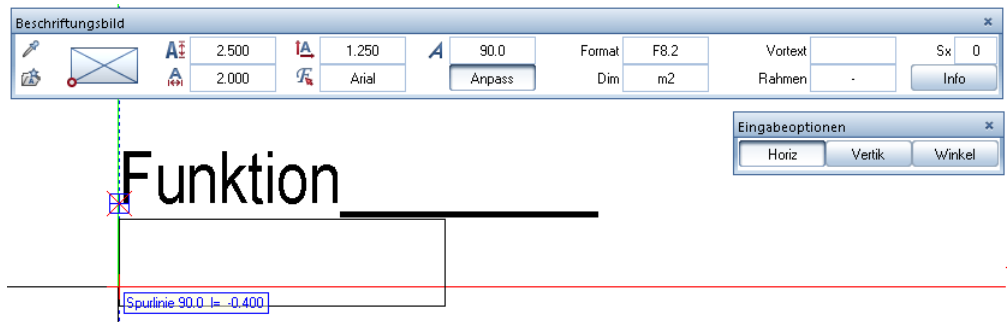 Beschriftungsbild
2.500 1.250 90.0 Format F8.2 Vortext Sx 0
2.000 Arial Anpass Dim m2 Rahmen - Info
Eingabeoptionen
Horiz Vertik Winkel
Funktion________
Spurlinie 90.0 l= -0.400